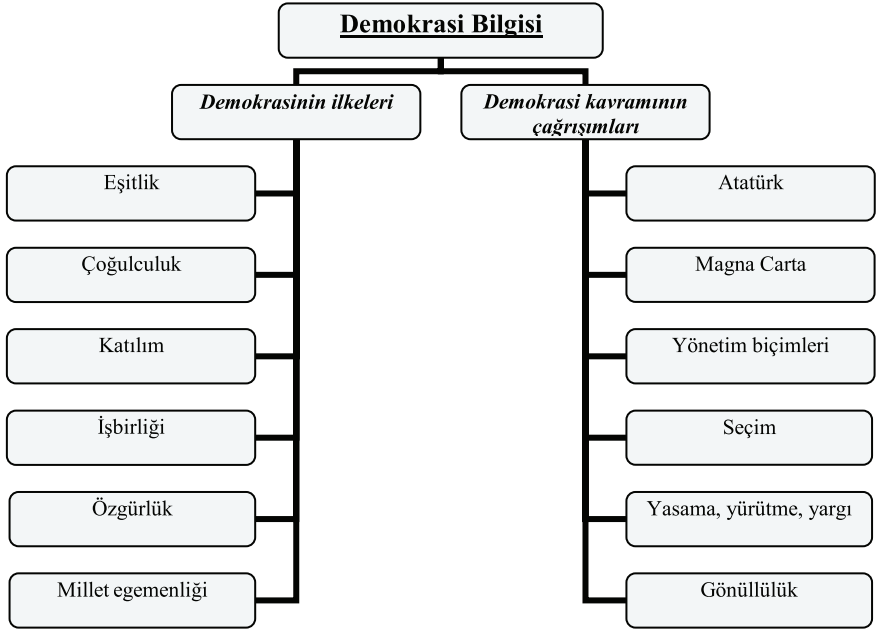 Demokrasi Bilgisi
Demokrasinin ilkeleri
Demokrasi kavramının
çağrışımları
Eşitlik
Çoğulculuk
Katılım
İşbirliği
Özgürlük
Millet egemenliği
Atatürk
Magna Carta
Yönetim biçimleri
Seçim
Yasama, yürütme, yargı
Gönüllülük